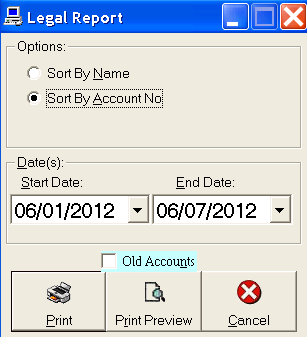 Legal Report
Options:
Sort By Name
Sort By Account No
Date(s):
Start Date: End Date:
06/01/2012 06/07/2012
Old Accounts
Print Print Preview Cancel